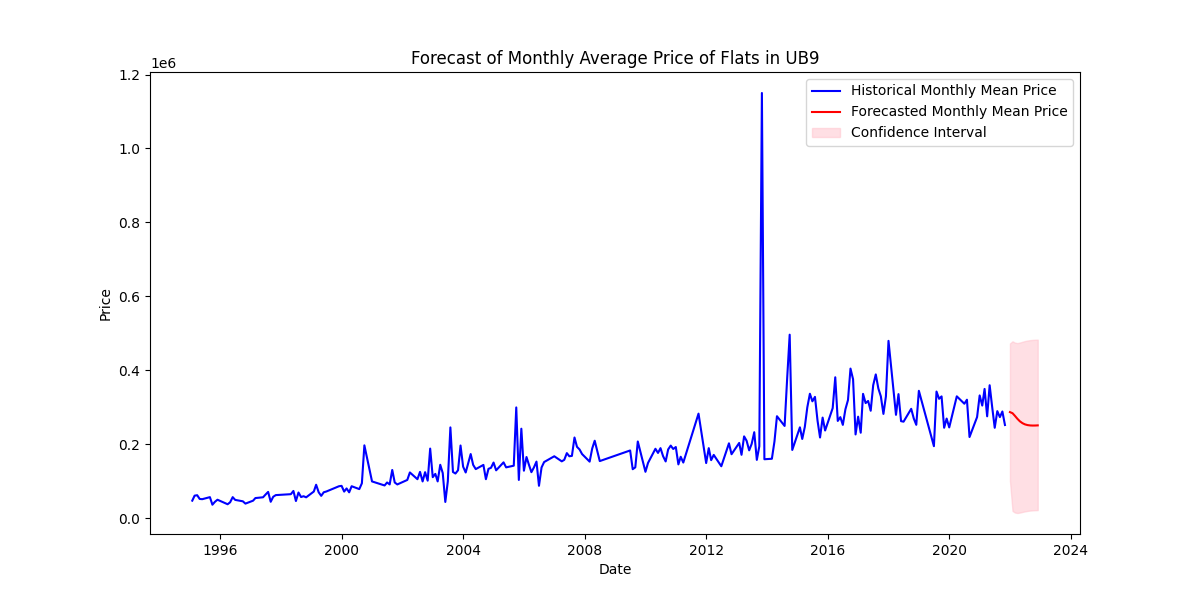 Forecast of Monthly Average Price of Flats in UB9
1e6
1.2
1.0
0.8
0.6
0.4
0.2
0.0
Price
Historical Monthly Mean Price
Forecasted Monthly Mean Price
Confidence Interval
1996 2000 2004 2008 2012 2016 2020 2024
Date